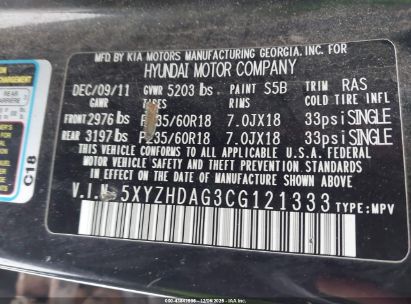 MFD. BY KIA MOTORS MANUFACTURING GEORGIA. INC. FOR
HYUNDAI MOTOR COMPANY
DEC/09/11 GVWR 5203 lbs PAINT S5B TRIM RAS
GAWR TIRES RIMS COLD TIRE INFL
FRONT 2976 lbs P235/60R18 7.0JX18 33psi SINGLE
REAR 3197 lbs P235/60R18 7.0JX18 33psi SINGLE
THIS VEHICLE CONFORMS TO ALL APPLICABLE U.S.A. FEDERAL
MOTOR VEHICLE SAFETY AND THEFT PREVENTION STANDARDS
IN EFFECT ON THE DATE OF MANUFACTURE SHOWN ABOVE.
V.I.N 5XYZHDAG3CG121333 TYPE:MPV
REAR
ARRIERE
C18